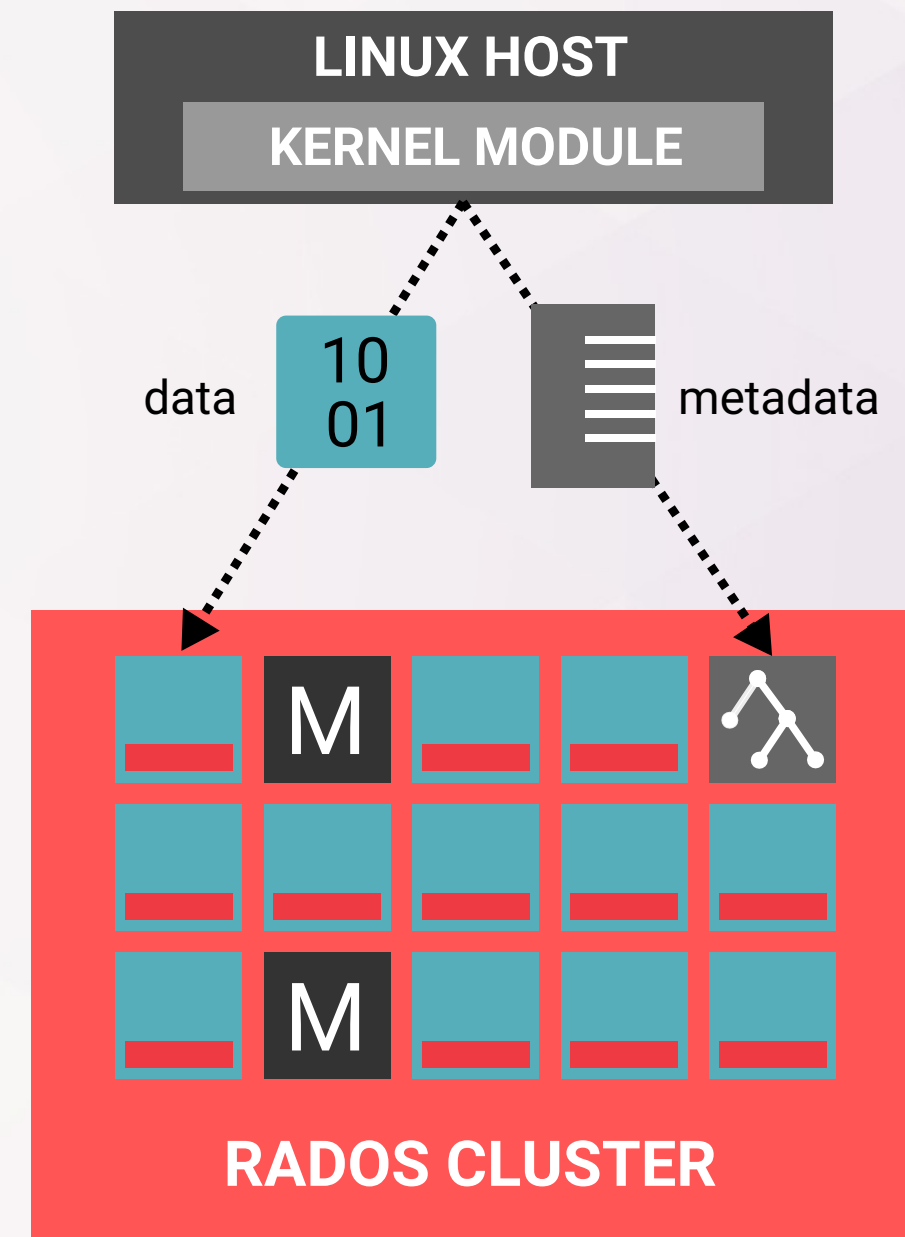 LINUX HOST
KERNEL MODULE
data
10
01
metadata
M
M
RADOS CLUSTER